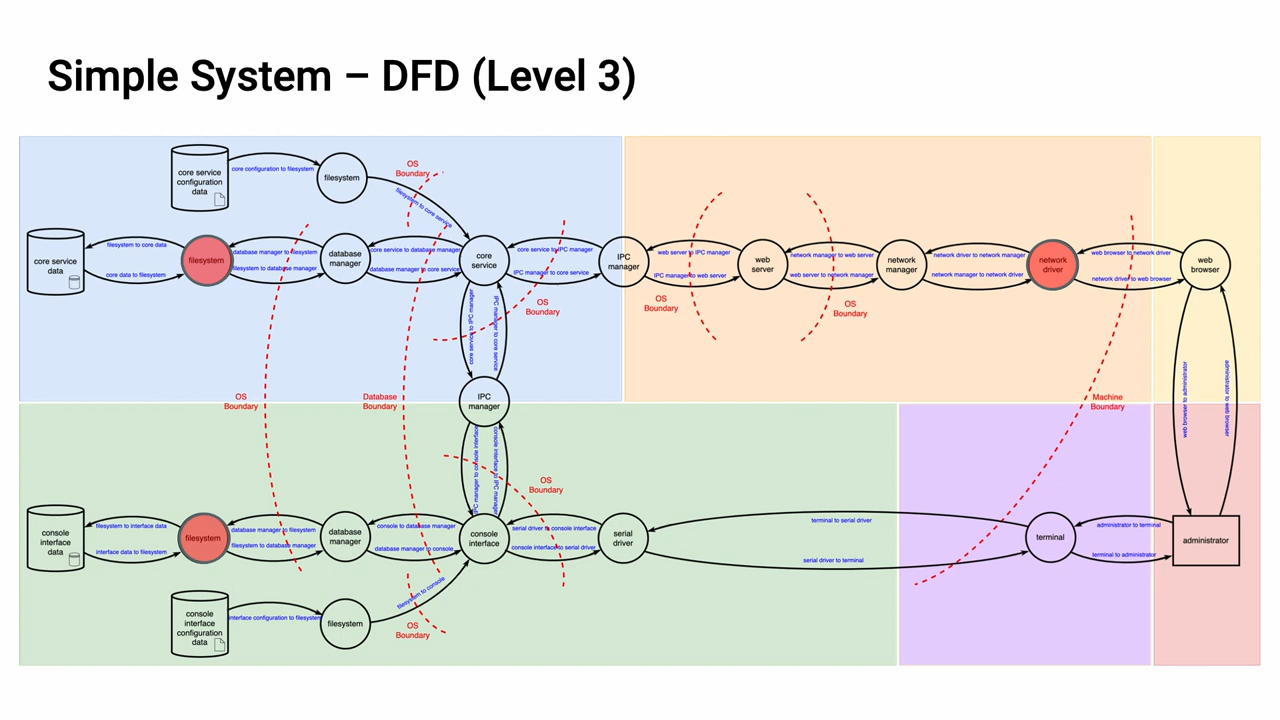 Simple System – DFD (Level 3)
core service
configuration
data
core configuration to filesystem
filesystem
OS
Boundary
filesystem to core service
core service
data
filesystem to core data
core data to filesystem
filesystem
database manager to filesystem
filesystem to database manager
database
manager
core service to database manager
database manager to core service
core
service
core service to IPC manager
IPC manager to core service
OS
Boundary
IPC
manager
web server to IPC manager
IPC manager to web server
OS
Boundary
web
server
network manager to web server
web server to network manager
OS
Boundary
network
manager
network driver to network manager
network manager to network driver
network
driver
web browser to network driver
network driver to web browser
web
browser
core service to IPC manager
IPC manager to core service
web browser to administrator
administrator to web browser
OS
Boundary
Database
Boundary
IPC
manager
Machine
Boundary
IPC manager to console interface
console interface to IPC manager
OS
Boundary
console
interface
data
filesystem to interface data
interface data to filesystem
filesystem
database manager to filesystem
filesystem to database manager
database
manager
console to database manager
database manager to console
console
interface
serial driver to console interface
console interface to serial driver
serial
driver
terminal to serial driver
serial driver to terminal
terminal
administrator to terminal
terminal to administrator
administrator
console
interface
configuration
data
interface configuration to filesystem
filesystem
filesystem to console
OS
Boundary